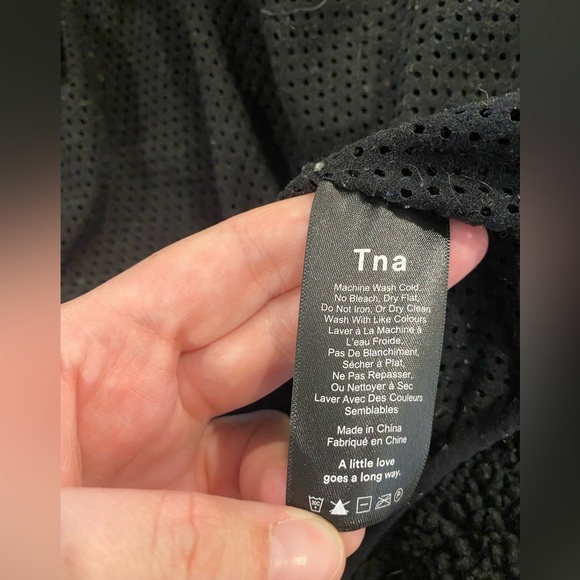 Tna
Machine Wash Cold,
No Bleach, Dry Flat,
Do Not Iron, Or Dry Clean
Wash With Like Colours
Laver à La Machine à
L'eau Froide,
Pas De Blanchiment,
Sécher à Plat,
Ne Pas Repasser,
Ou Nettoyer à Sec
Laver Avec Des Couleurs
Semblables
Made in China
Fabriqué en Chine
A little love
goes a long way.